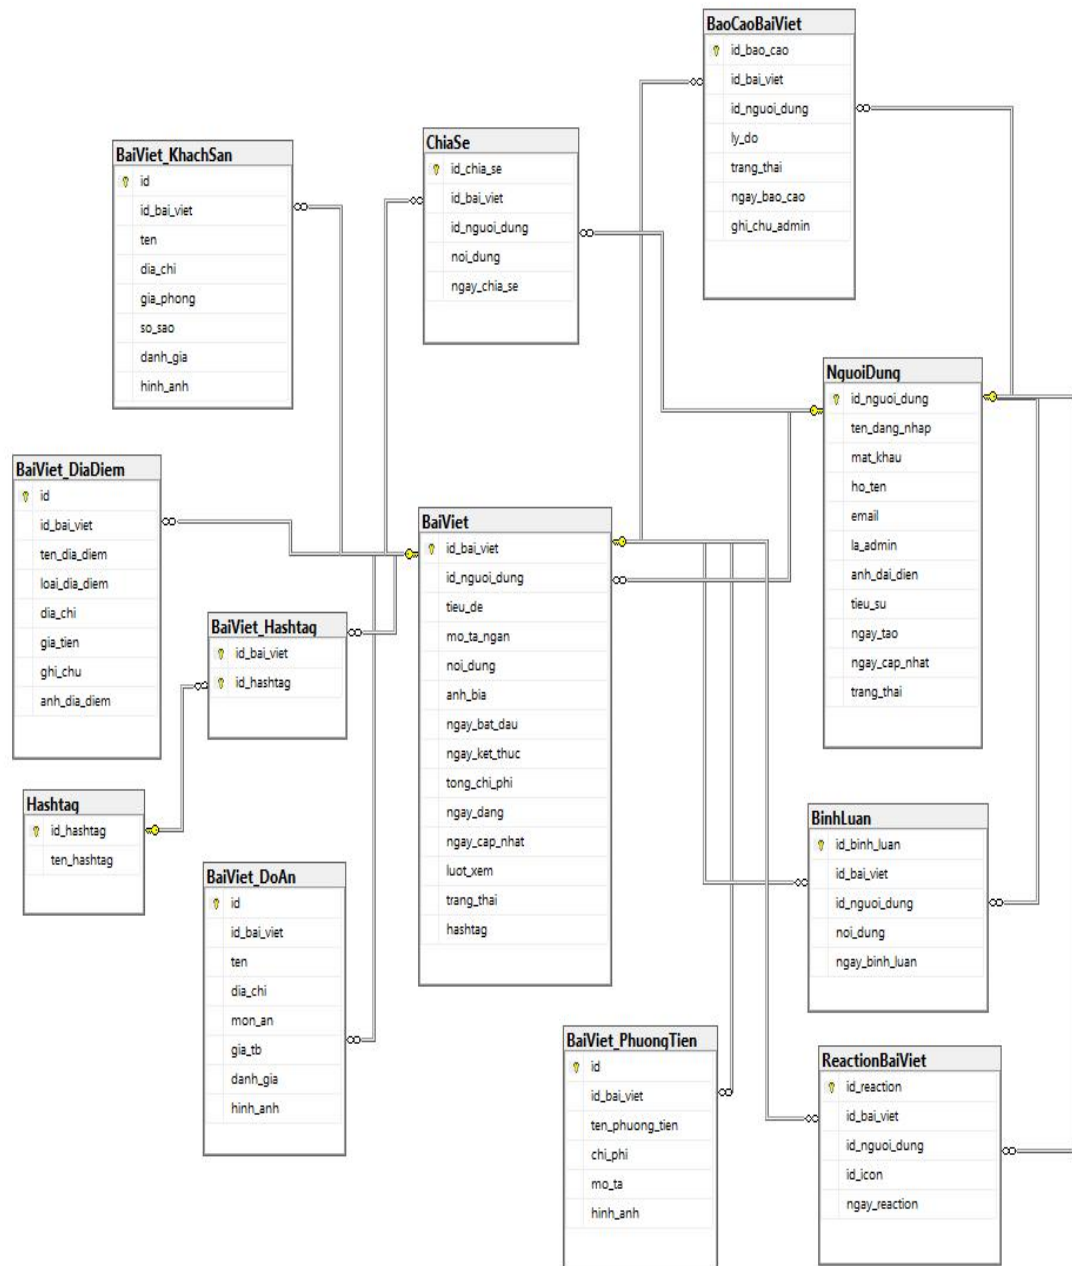 BaoCaoBaiViet
id_bao_cao
id_bai_viet
id_nguoi_dung
ly_do
trang_thai
ngay_bao_cao
ghi_chu_admin
BaiViet_KhachSan
id
id_bai_viet
ten
dia_chi
gia_phong
so_sao
danh_gia
hinh_anh
ChiaSe
id_chia_se
id_bai_viet
id_nguoi_dung
noi_dung
ngay_chia_se
NguoiDung
id_nguoi_dung
ten_dang_nhap
mat_khau
ho_ten
email
la_admin
anh_dai_dien
tieu_su
ngay_tao
ngay_cap_nhat
trang_thai
BaiViet_DiaDiem
id
id_bai_viet
ten_dia_diem
loai_dia_diem
dia_chi
gia_tien
ghi_chu
anh_dia_diem
BaiViet
id_bai_viet
id_nguoi_dung
tieu_de
mo_ta_ngan
noi_dung
anh_bia
ngay_bat_dau
ngay_ket_thuc
tong_chi_phi
ngay_dang
ngay_cap_nhat
luot_xem
trang_thai
hashtag
BaiViet_Hashtag
id_bai_viet
id_hashtag
Hashtag
id_hashtag
ten_hashtag
BaiViet_DoAn
id
id_bai_viet
ten
dia_chi
mon_an
gia_tb
danh_gia
hinh_anh
BinhLuan
id_binh_luan
id_bai_viet
id_nguoi_dung
noi_dung
ngay_binh_luan
BaiViet_PhuongTien
id
id_bai_viet
ten_phuong_tien
chi_phi
mo_ta
hinh_anh
ReactionBaiViet
id_reaction
id_bai_viet
id_nguoi_dung
id_icon
ngay_reaction